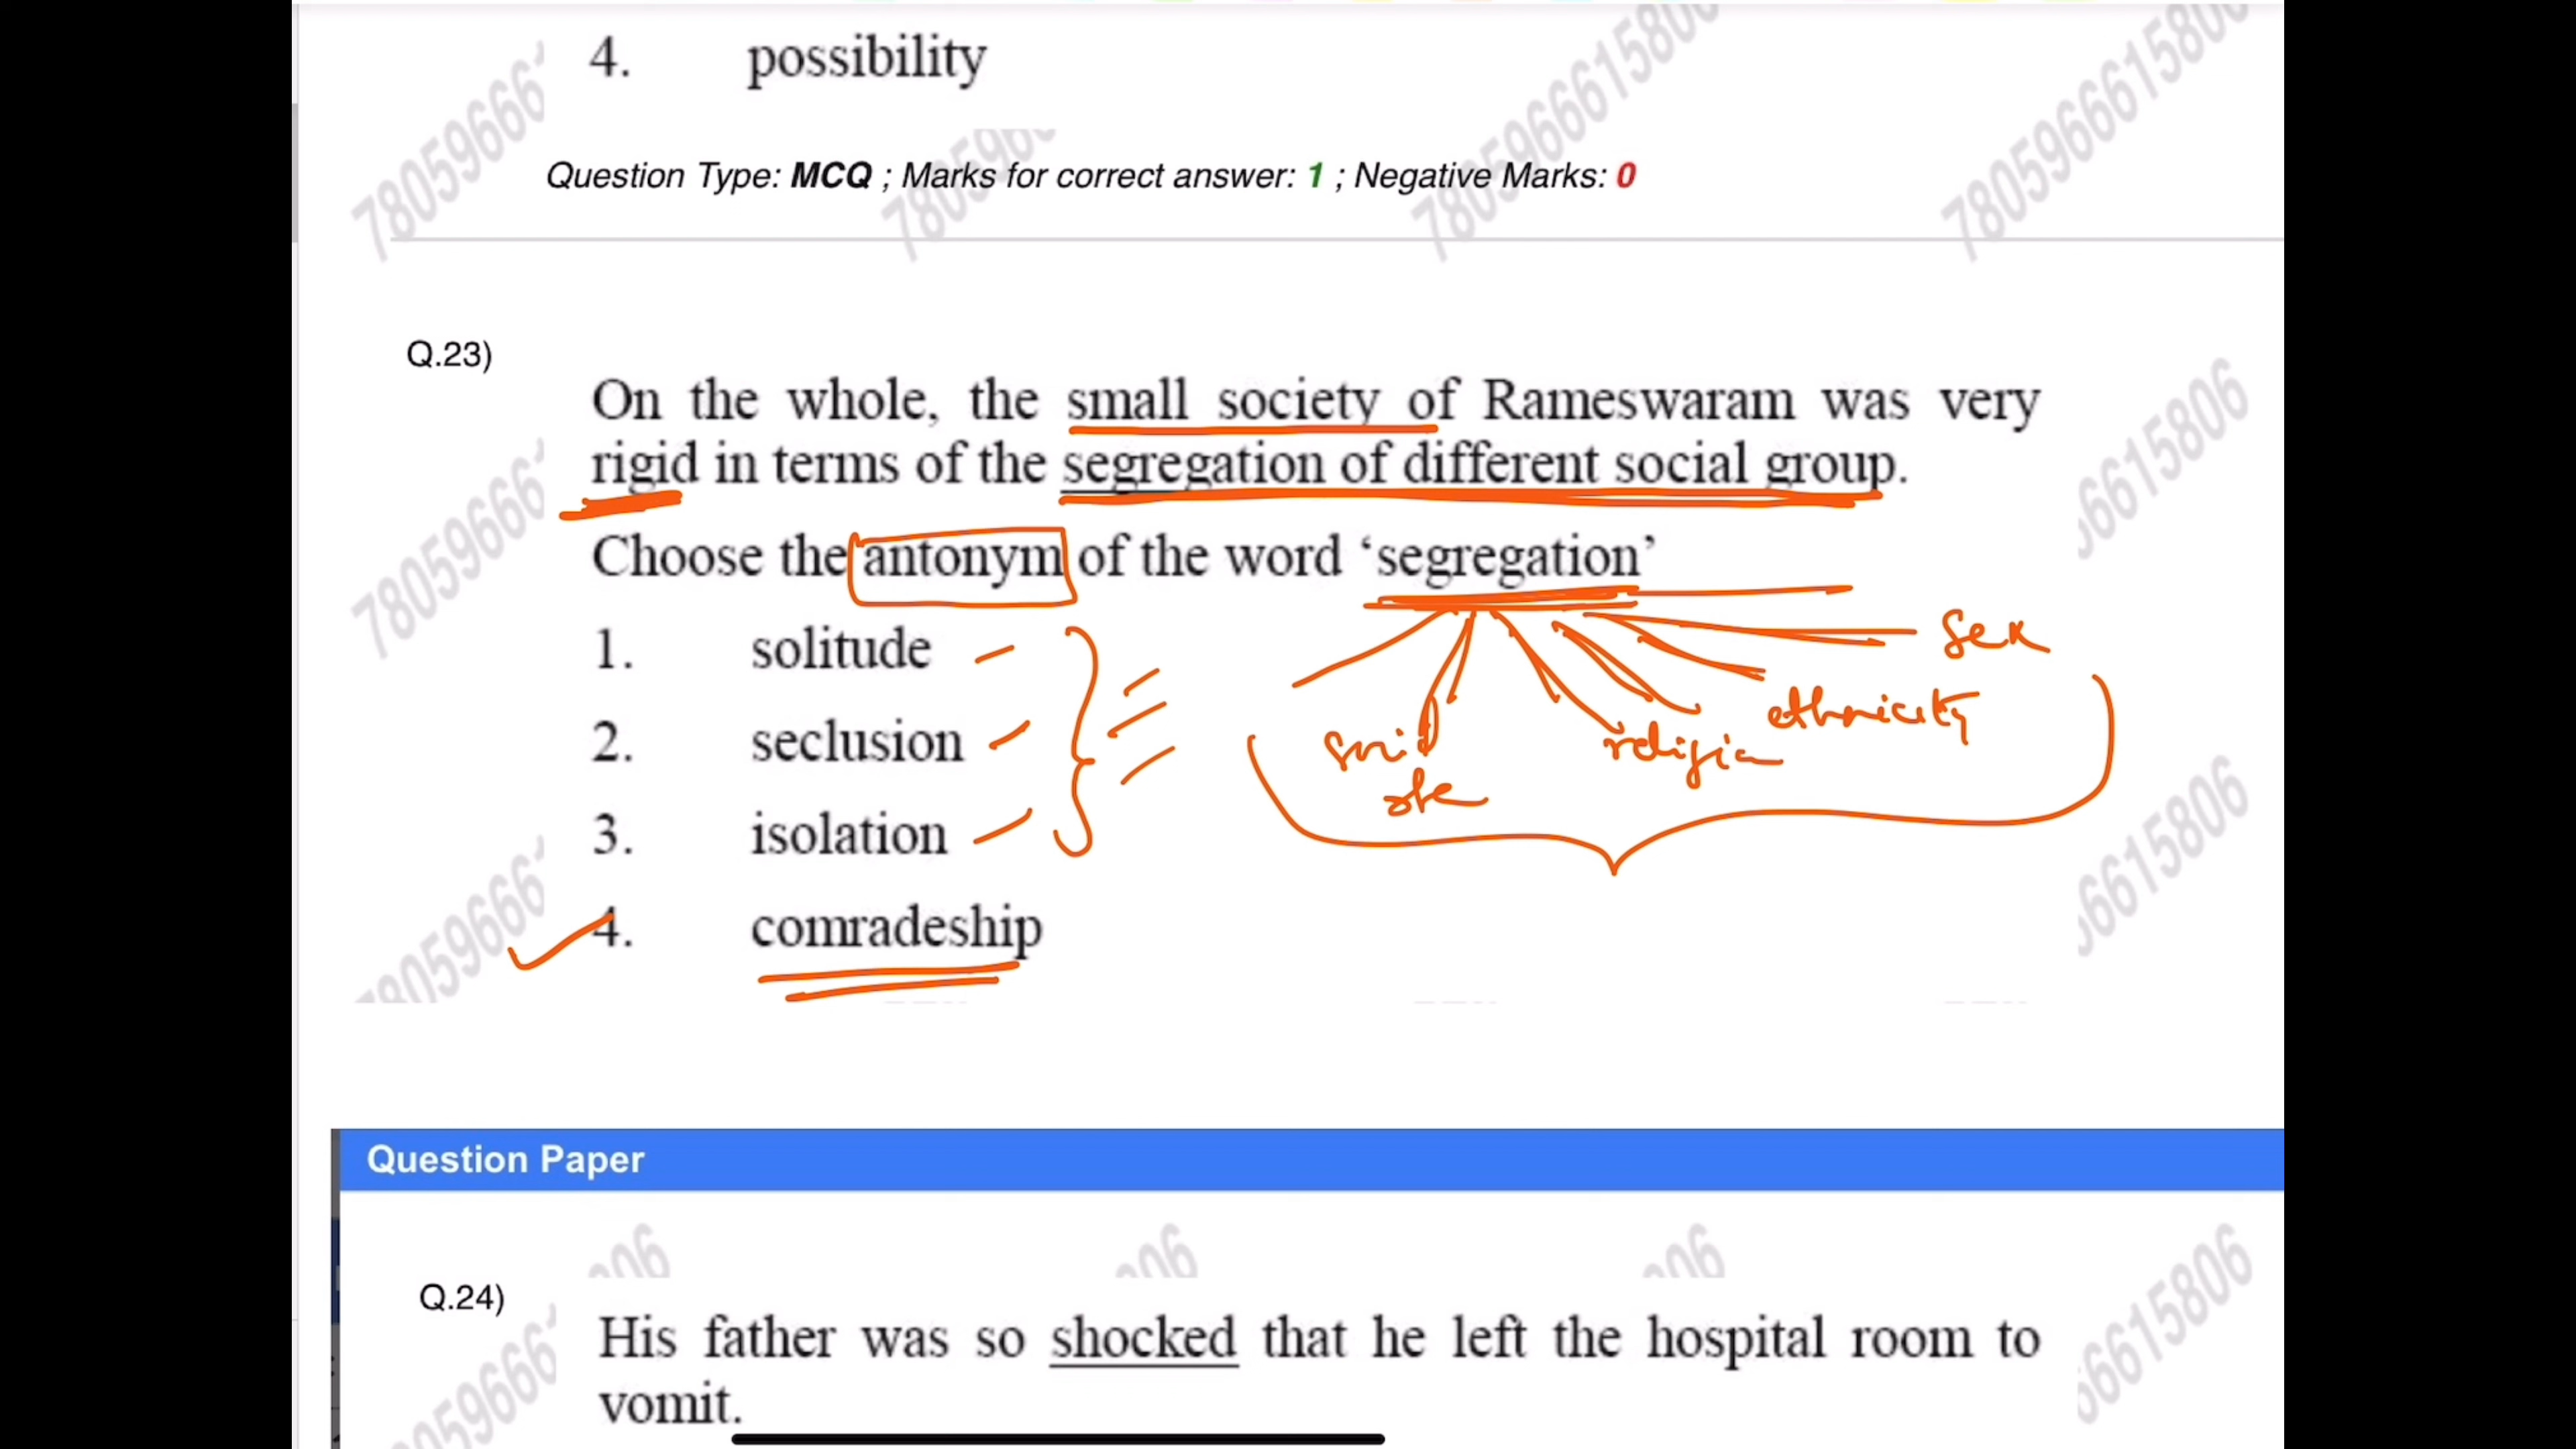 4. possibility
Question Type: MCQ ; Marks for correct answer: 1 ; Negative Marks: 0
Q.23)
On the whole, the small society of Rameswaram was very
rigid in terms of the segregation of different social group.
Choose the antonym of the word ‘segregation’
1. solitude
2. seclusion
3. isolation
4. comradeship
sex
ethnicity
religion
Question Paper
Q.24)
His father was so shocked that he left the hospital room to
vomit.
7805966615806
7805966615806